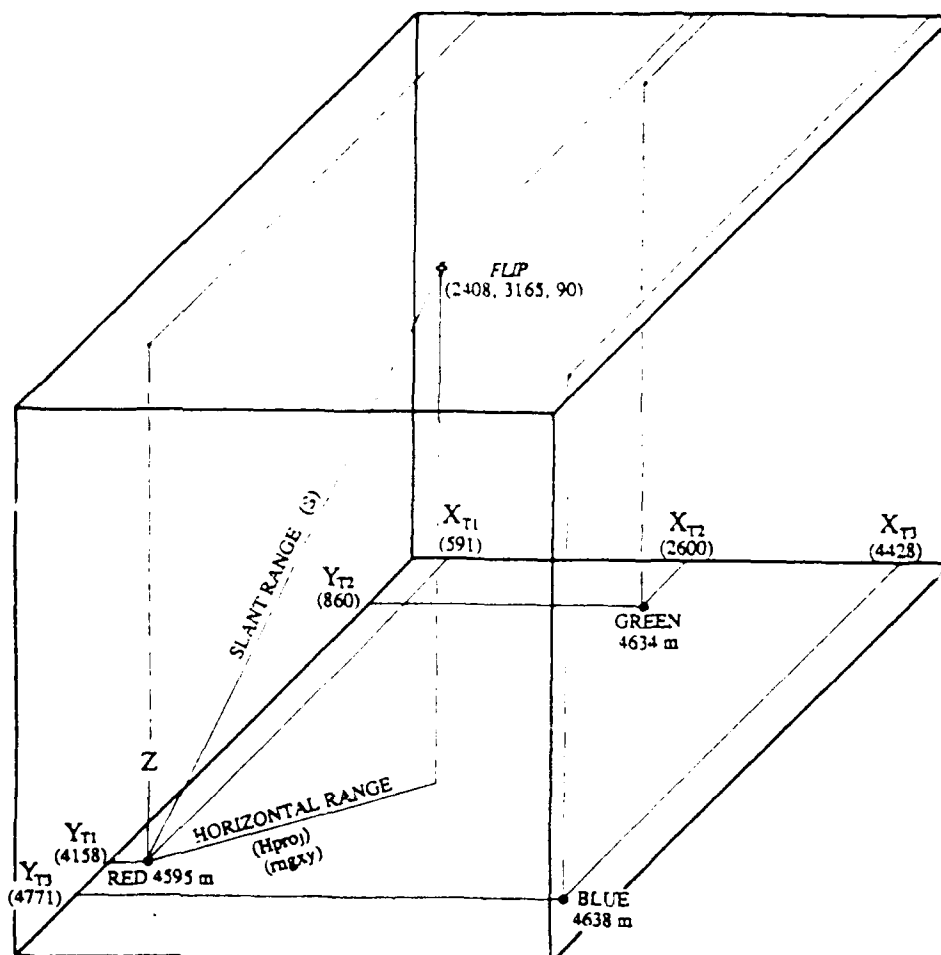 FLIP
(2408, 3165, 90)
SLANT RANGE (S)
X_T1
(591)
X_T2
(2600)
X_T3
(4428)
Y_T2
(860)
GREEN
4634 m
Z
HORIZONTAL RANGE
(Hproj)
(rngxy)
Y_T1
(4158)
RED 4595 m
Y_T3
(4771)
BLUE
4638 m